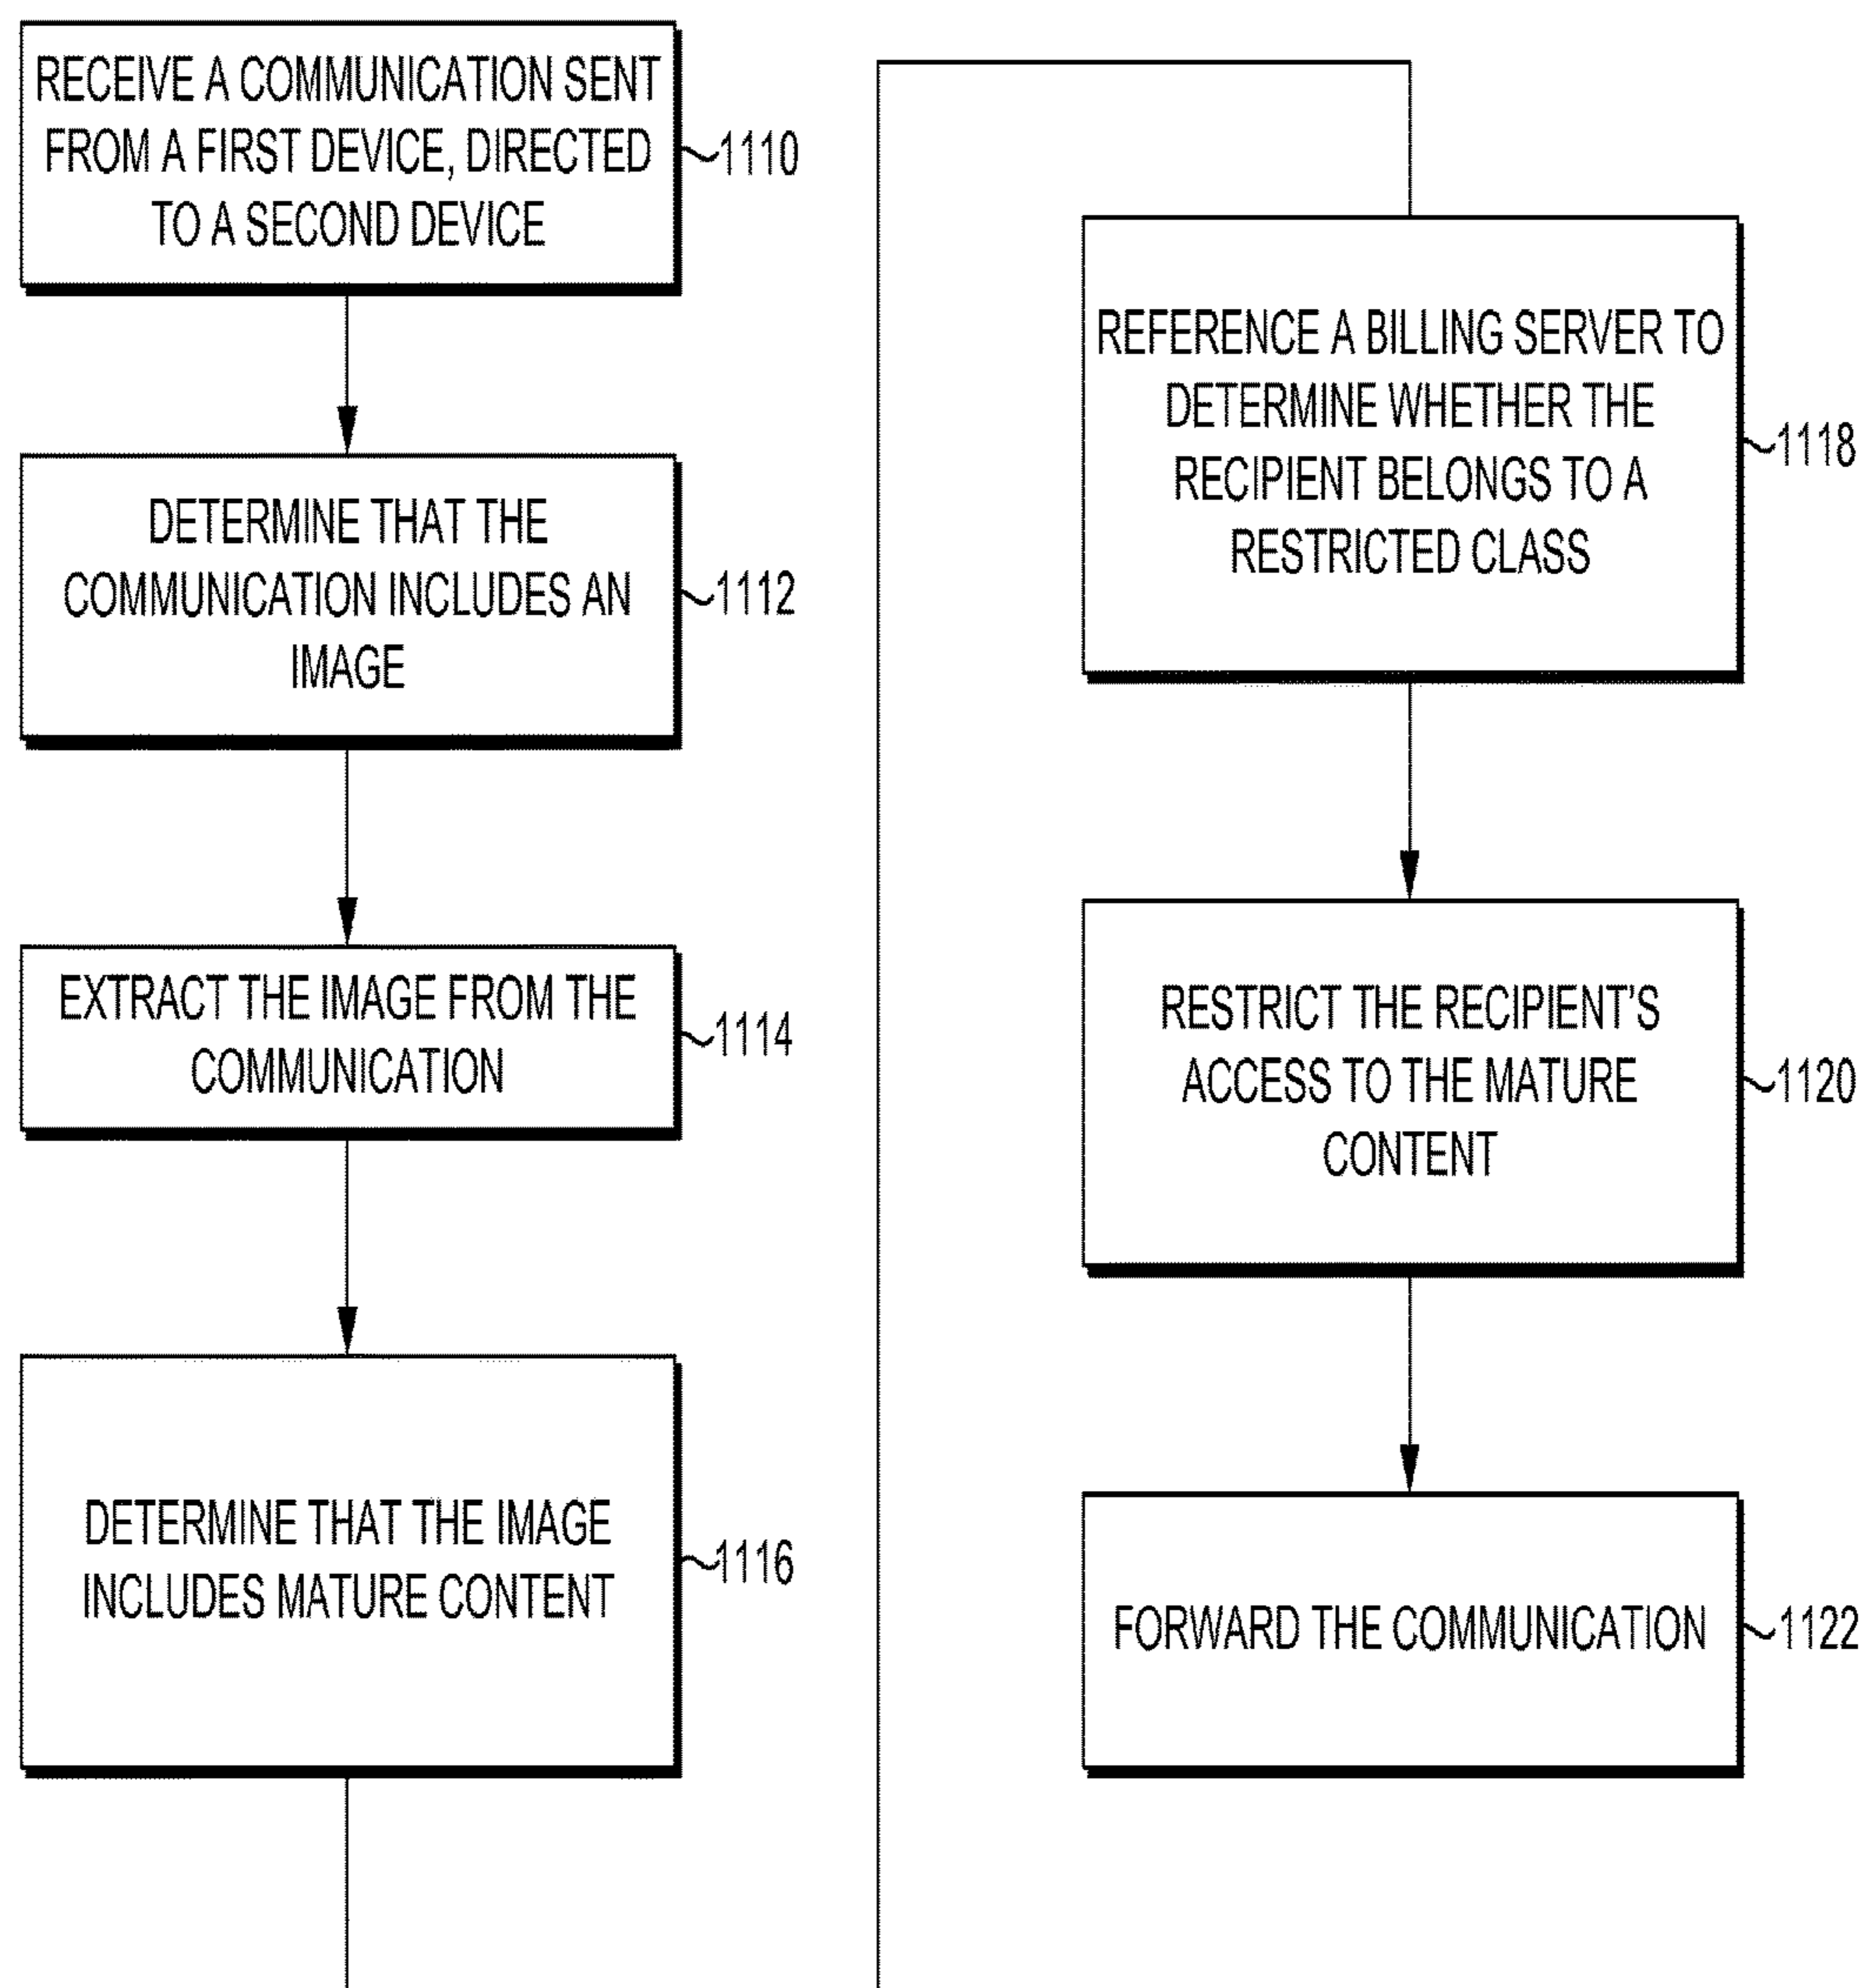 RECEIVE A COMMUNICATION SENT
FROM A FIRST DEVICE, DIRECTED
TO A SECOND DEVICE
1110
DETERMINE THAT THE
COMMUNICATION INCLUDES AN
IMAGE
1112
EXTRACT THE IMAGE FROM THE
COMMUNICATION
1114
DETERMINE THAT THE IMAGE
INCLUDES MATURE CONTENT
1116
REFERENCE A BILLING SERVER TO
DETERMINE WHETHER THE
RECIPIENT BELONGS TO A
RESTRICTED CLASS
1118
RESTRICT THE RECIPIENT'S
ACCESS TO THE MATURE
CONTENT
1120
FORWARD THE COMMUNICATION
1122